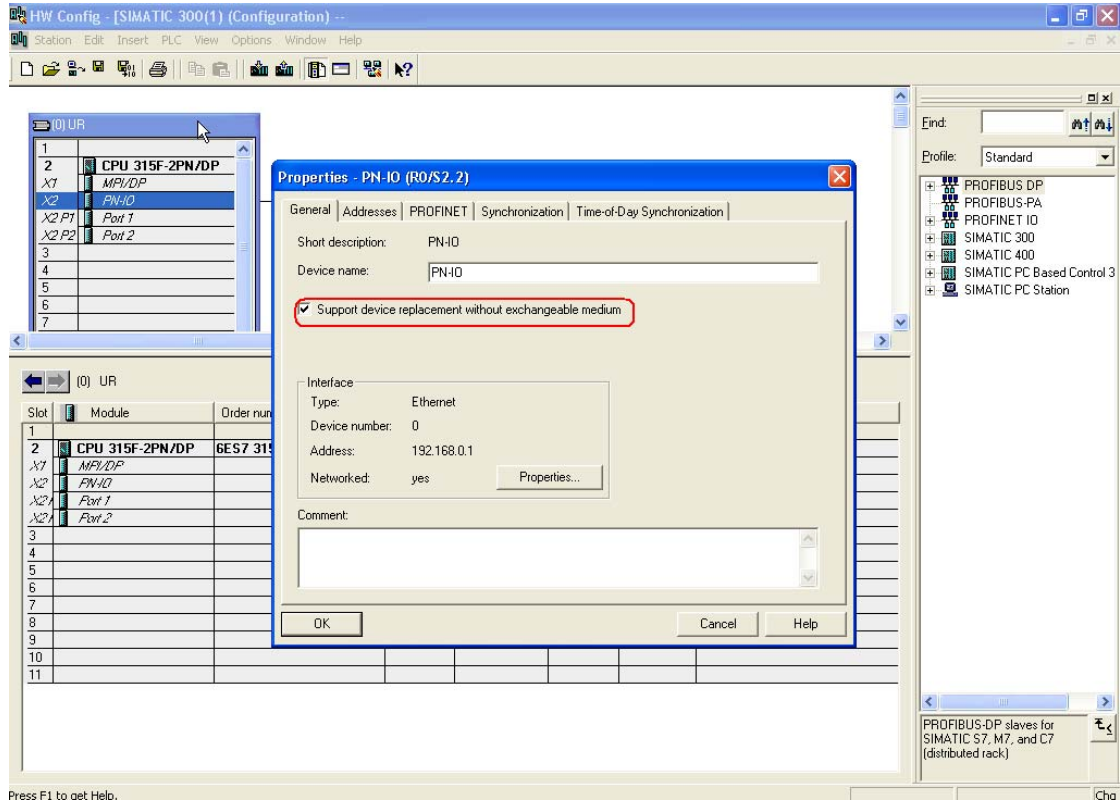 HW Config - [SIMATIC 300(1) (Configuration) --
Station Edit Insert PLC View Options Window Help
(0) UR
1
2 CPU 315F-2PN/DP
X1 MPI/DP
X2 PN-IO
X2 P1 Port 1
X2 P2 Port 2
3
4
5
6
7
Properties - PN-IO (R0/S2.2)
General Addresses PROFINET Synchronization Time-of-Day Synchronization
Short description: PN-IO
Device name: PN-IO
Support device replacement without exchangeable medium
Interface
Type: Ethernet
Device number: 0
Address: 192.168.0.1
Networked: yes Properties...
Comment:
OK Cancel Help
Find:
Profile: Standard
PROFIBUS DP
PROFIBUS-PA
PROFINET IO
SIMATIC 300
SIMATIC 400
SIMATIC PC Based Control 3
SIMATIC PC Station
(0) UR
Slot Module Order num
1
2 CPU 315F-2PN/DP 6ES7 315
X1 MPI/DP
X2 PN-IO
X2 Port 1
X2 Port 2
3
4
5
6
7
8
9
10
11
PROFIBUS-DP slaves for
SIMATIC S7, M7, and C7
(distributed rack)
Press F1 to get Help. Chg